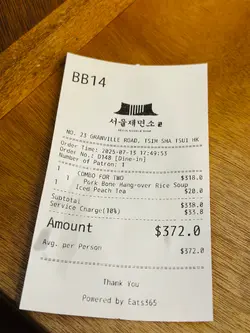 BB14
서울재면소
NO. 23 GRANVILLE ROAD, TSIM SHA TSUI HK
Order Time: 2025-07-15 17:49:53
Order No.: D148 [Dine-in]
Number of Patron: 1
1 COMBO FOR TWO $318.0
1 Pork Bone Hang-over Rice Soup
1 Iced Peach Tea $20.0
Subtotal $338.0
Service Charge(10%) $33.8
Amount $372.0
Avg. per Person $372.0
Thank You
Powered by Eats365